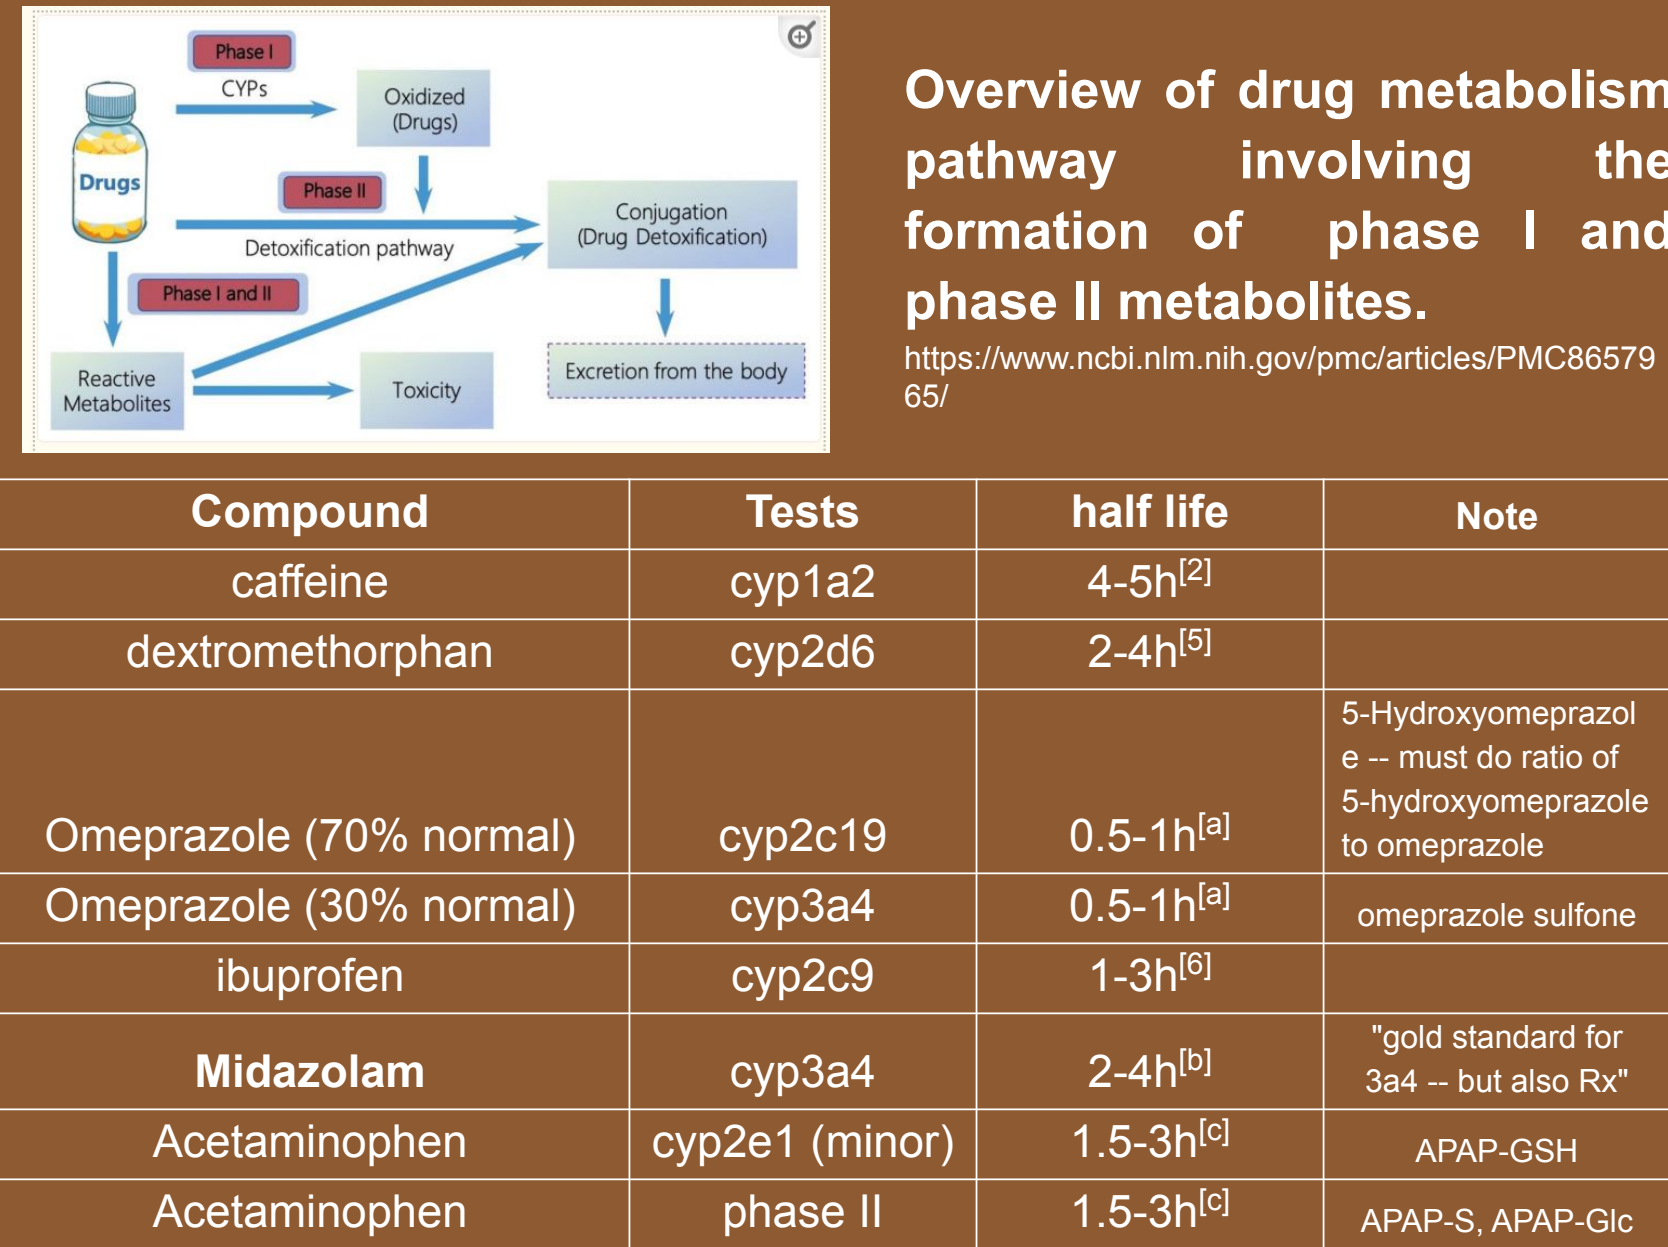 Phase I
CYPs
Oxidized
(Drugs)
Drugs
Phase II
Detoxification pathway
Conjugation
(Drug Detoxification)
Phase I and II
Reactive
Metabolites
Toxicity
Excretion from the body
Overview of drug metabolism
pathway involving the
formation of phase I and
phase II metabolites.
https://www.ncbi.nlm.nih.gov/pmc/articles/PMC86579
65/
Compound Tests half life Note
caffeine cyp1a2 4-5h[2]
dextromethorphan cyp2d6 2-4h[5]
5-Hydroxyomeprazol
e -- must do ratio of
5-hydroxyomeprazole
to omeprazole
Omeprazole (70% normal) cyp2c19 0.5-1h[a]
Omeprazole (30% normal) cyp3a4 0.5-1h[a] omeprazole sulfone
ibuprofen cyp2c9 1-3h[6]
"gold standard for
3a4 -- but also Rx"
Midazolam cyp3a4 2-4h[b]
Acetaminophen cyp2e1 (minor) 1.5-3h[c] APAP-GSH
Acetaminophen phase II 1.5-3h[c] APAP-S, APAP-Glc